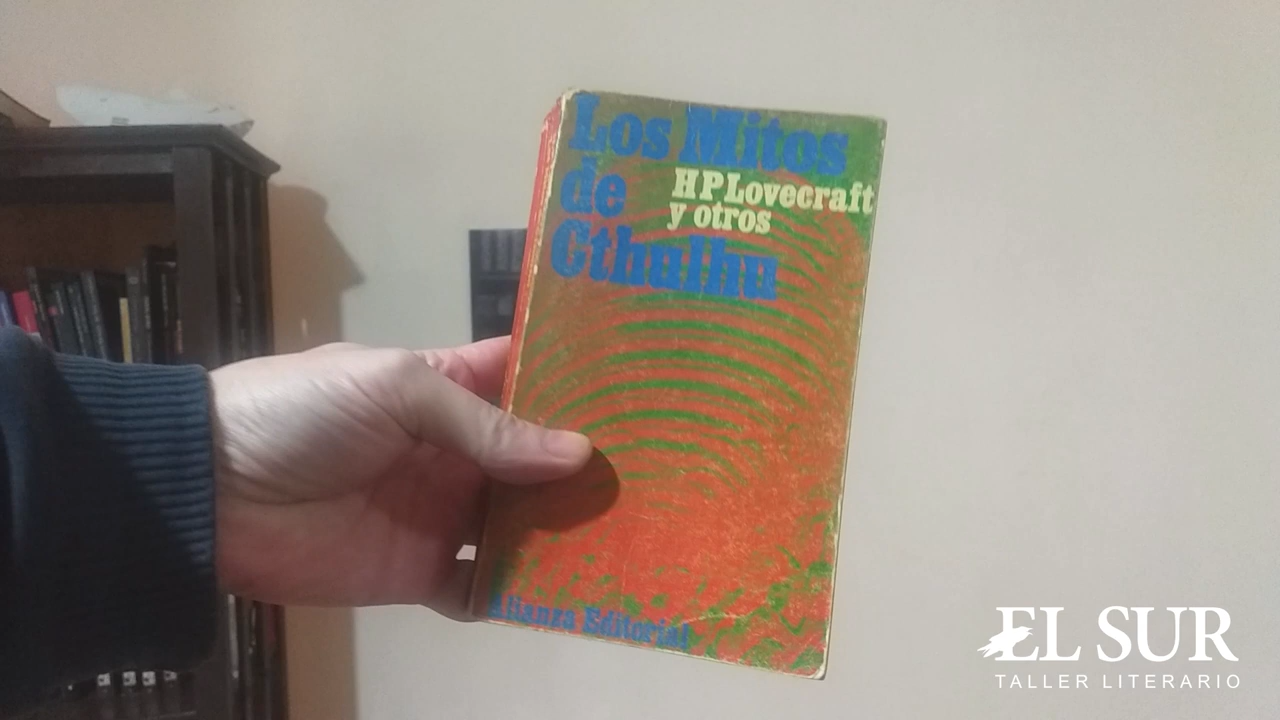 Los Mitos
de
HPLovecraft
y otros
Cthulhu
Alianza Editorial
EL SUR
TALLER LITERARIO